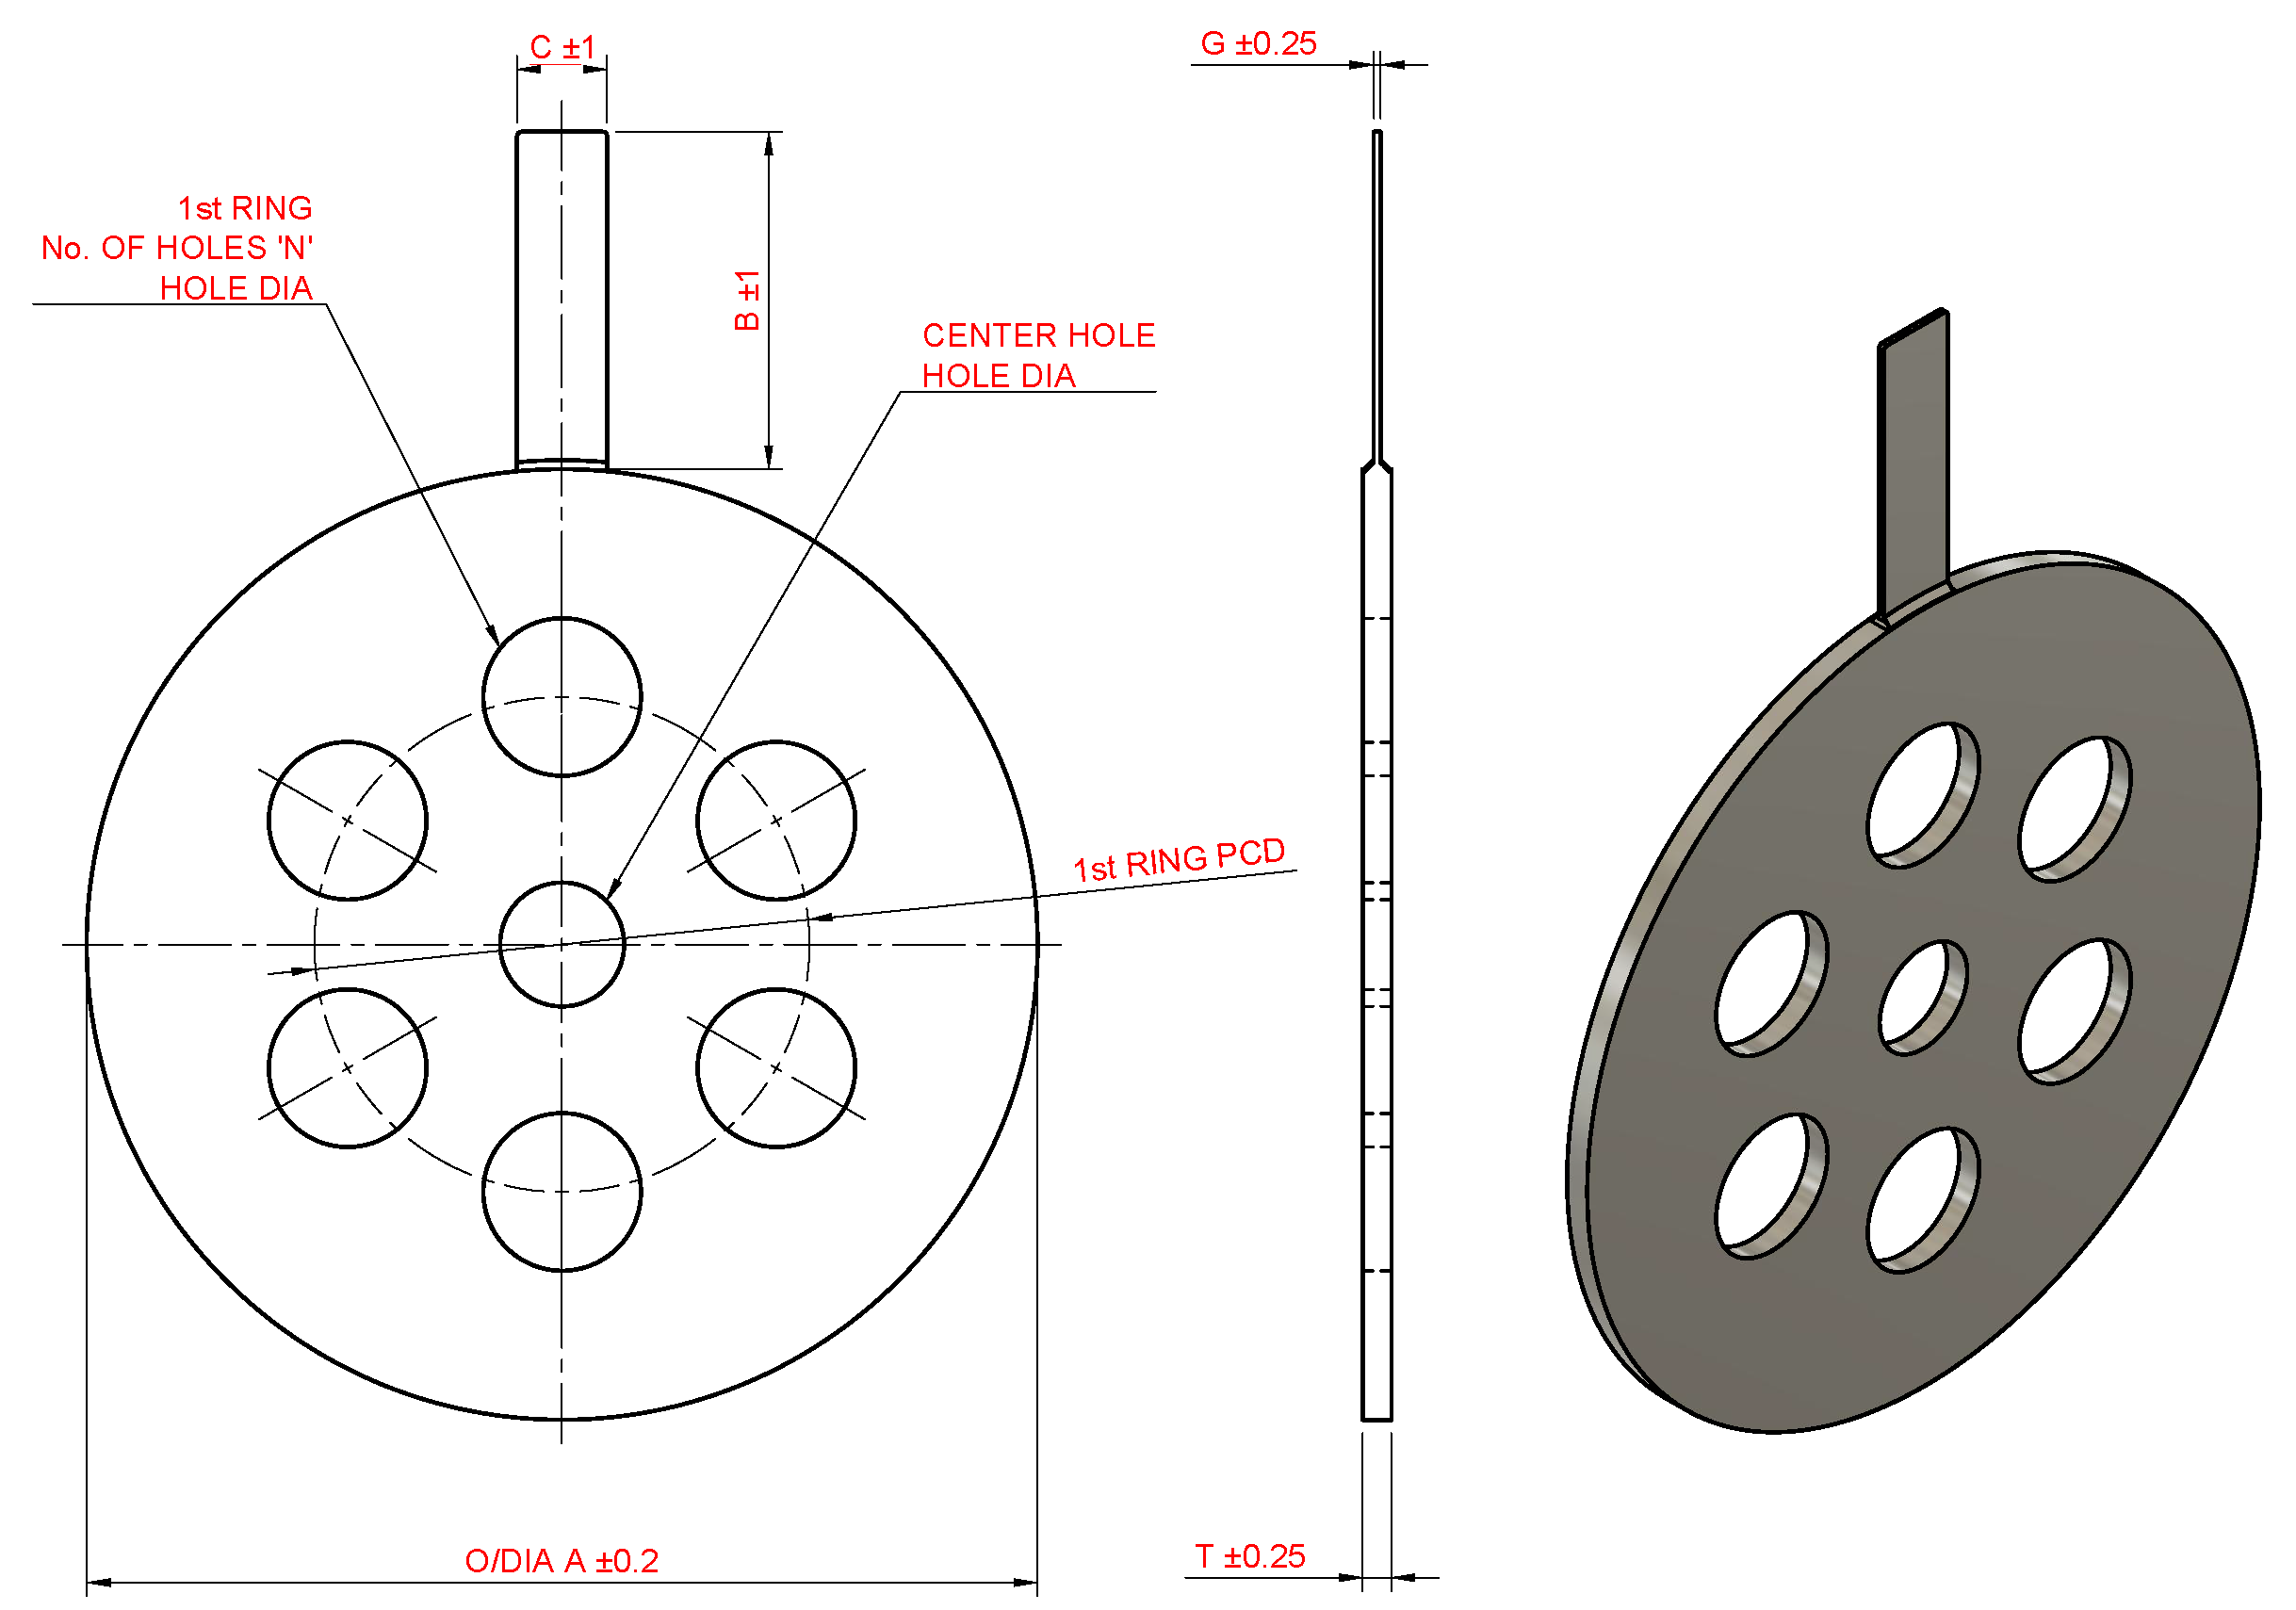 C ±1
G ±0.25
1st RING
No. OF HOLES 'N'
HOLE DIA
B ±1
CENTER HOLE
HOLE DIA
1st RING PCD
O/DIA A ±0.2
T ±0.25